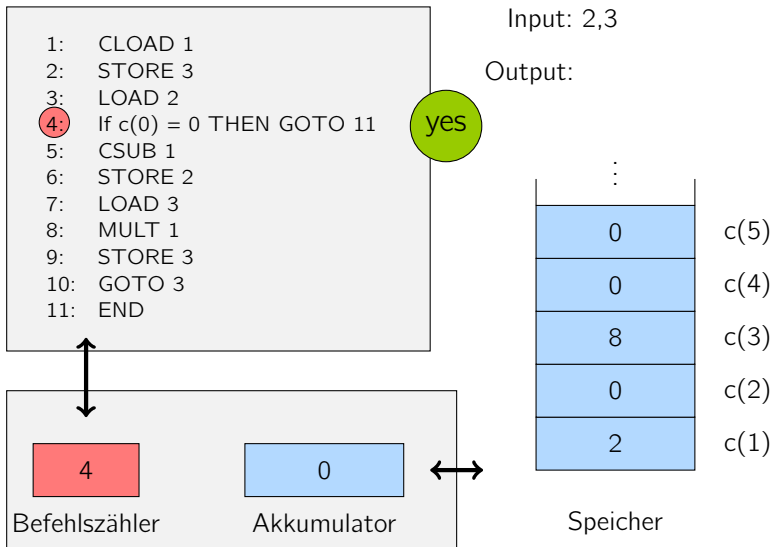 1: CLOAD 1
2: STORE 3
3: LOAD 2
4: If c(0) = 0 THEN GOTO 11
5: CSUB 1
6: STORE 2
7: LOAD 3
8: MULT 1
9: STORE 3
10: GOTO 3
11: END
yes
Input: 2,3
Output:
⋮
0 c(5)
0 c(4)
8 c(3)
0 c(2)
2 c(1)
4 0
Befehlszähler Akkumulator Speicher